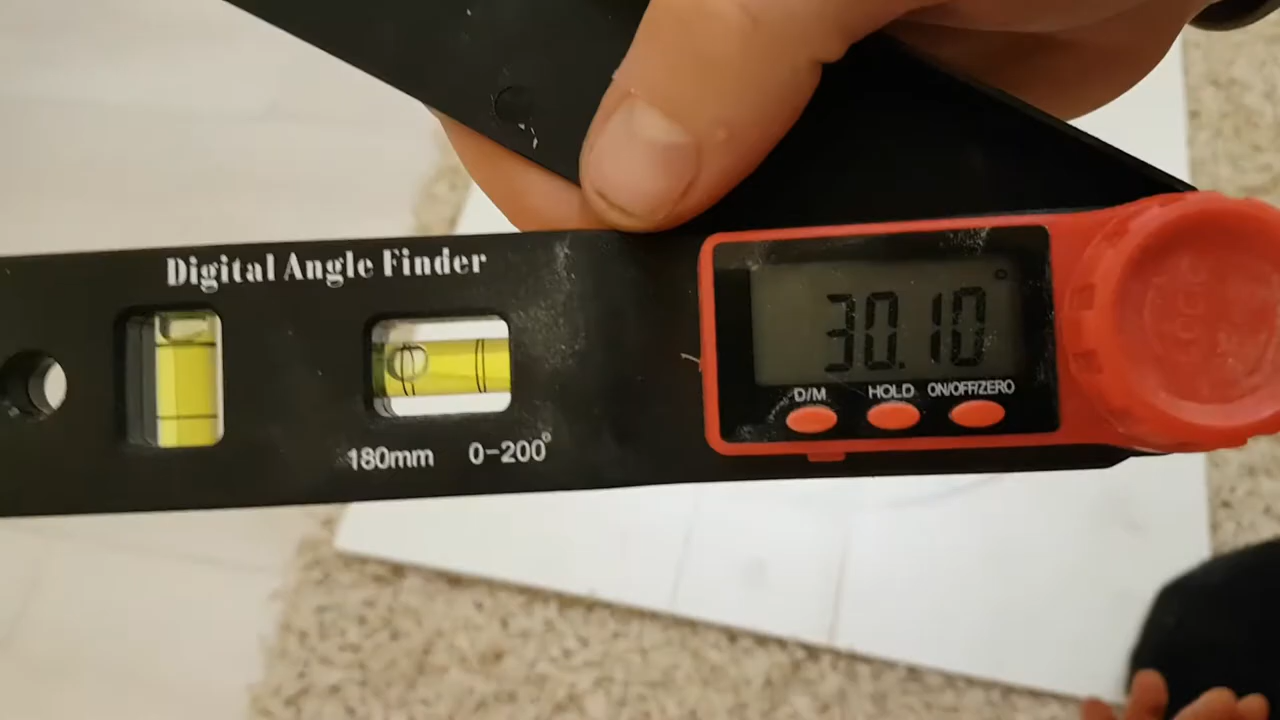 Digital Angle Finder
30.10°
D/M HOLD ON/OFF/ZERO
180mm 0-200°